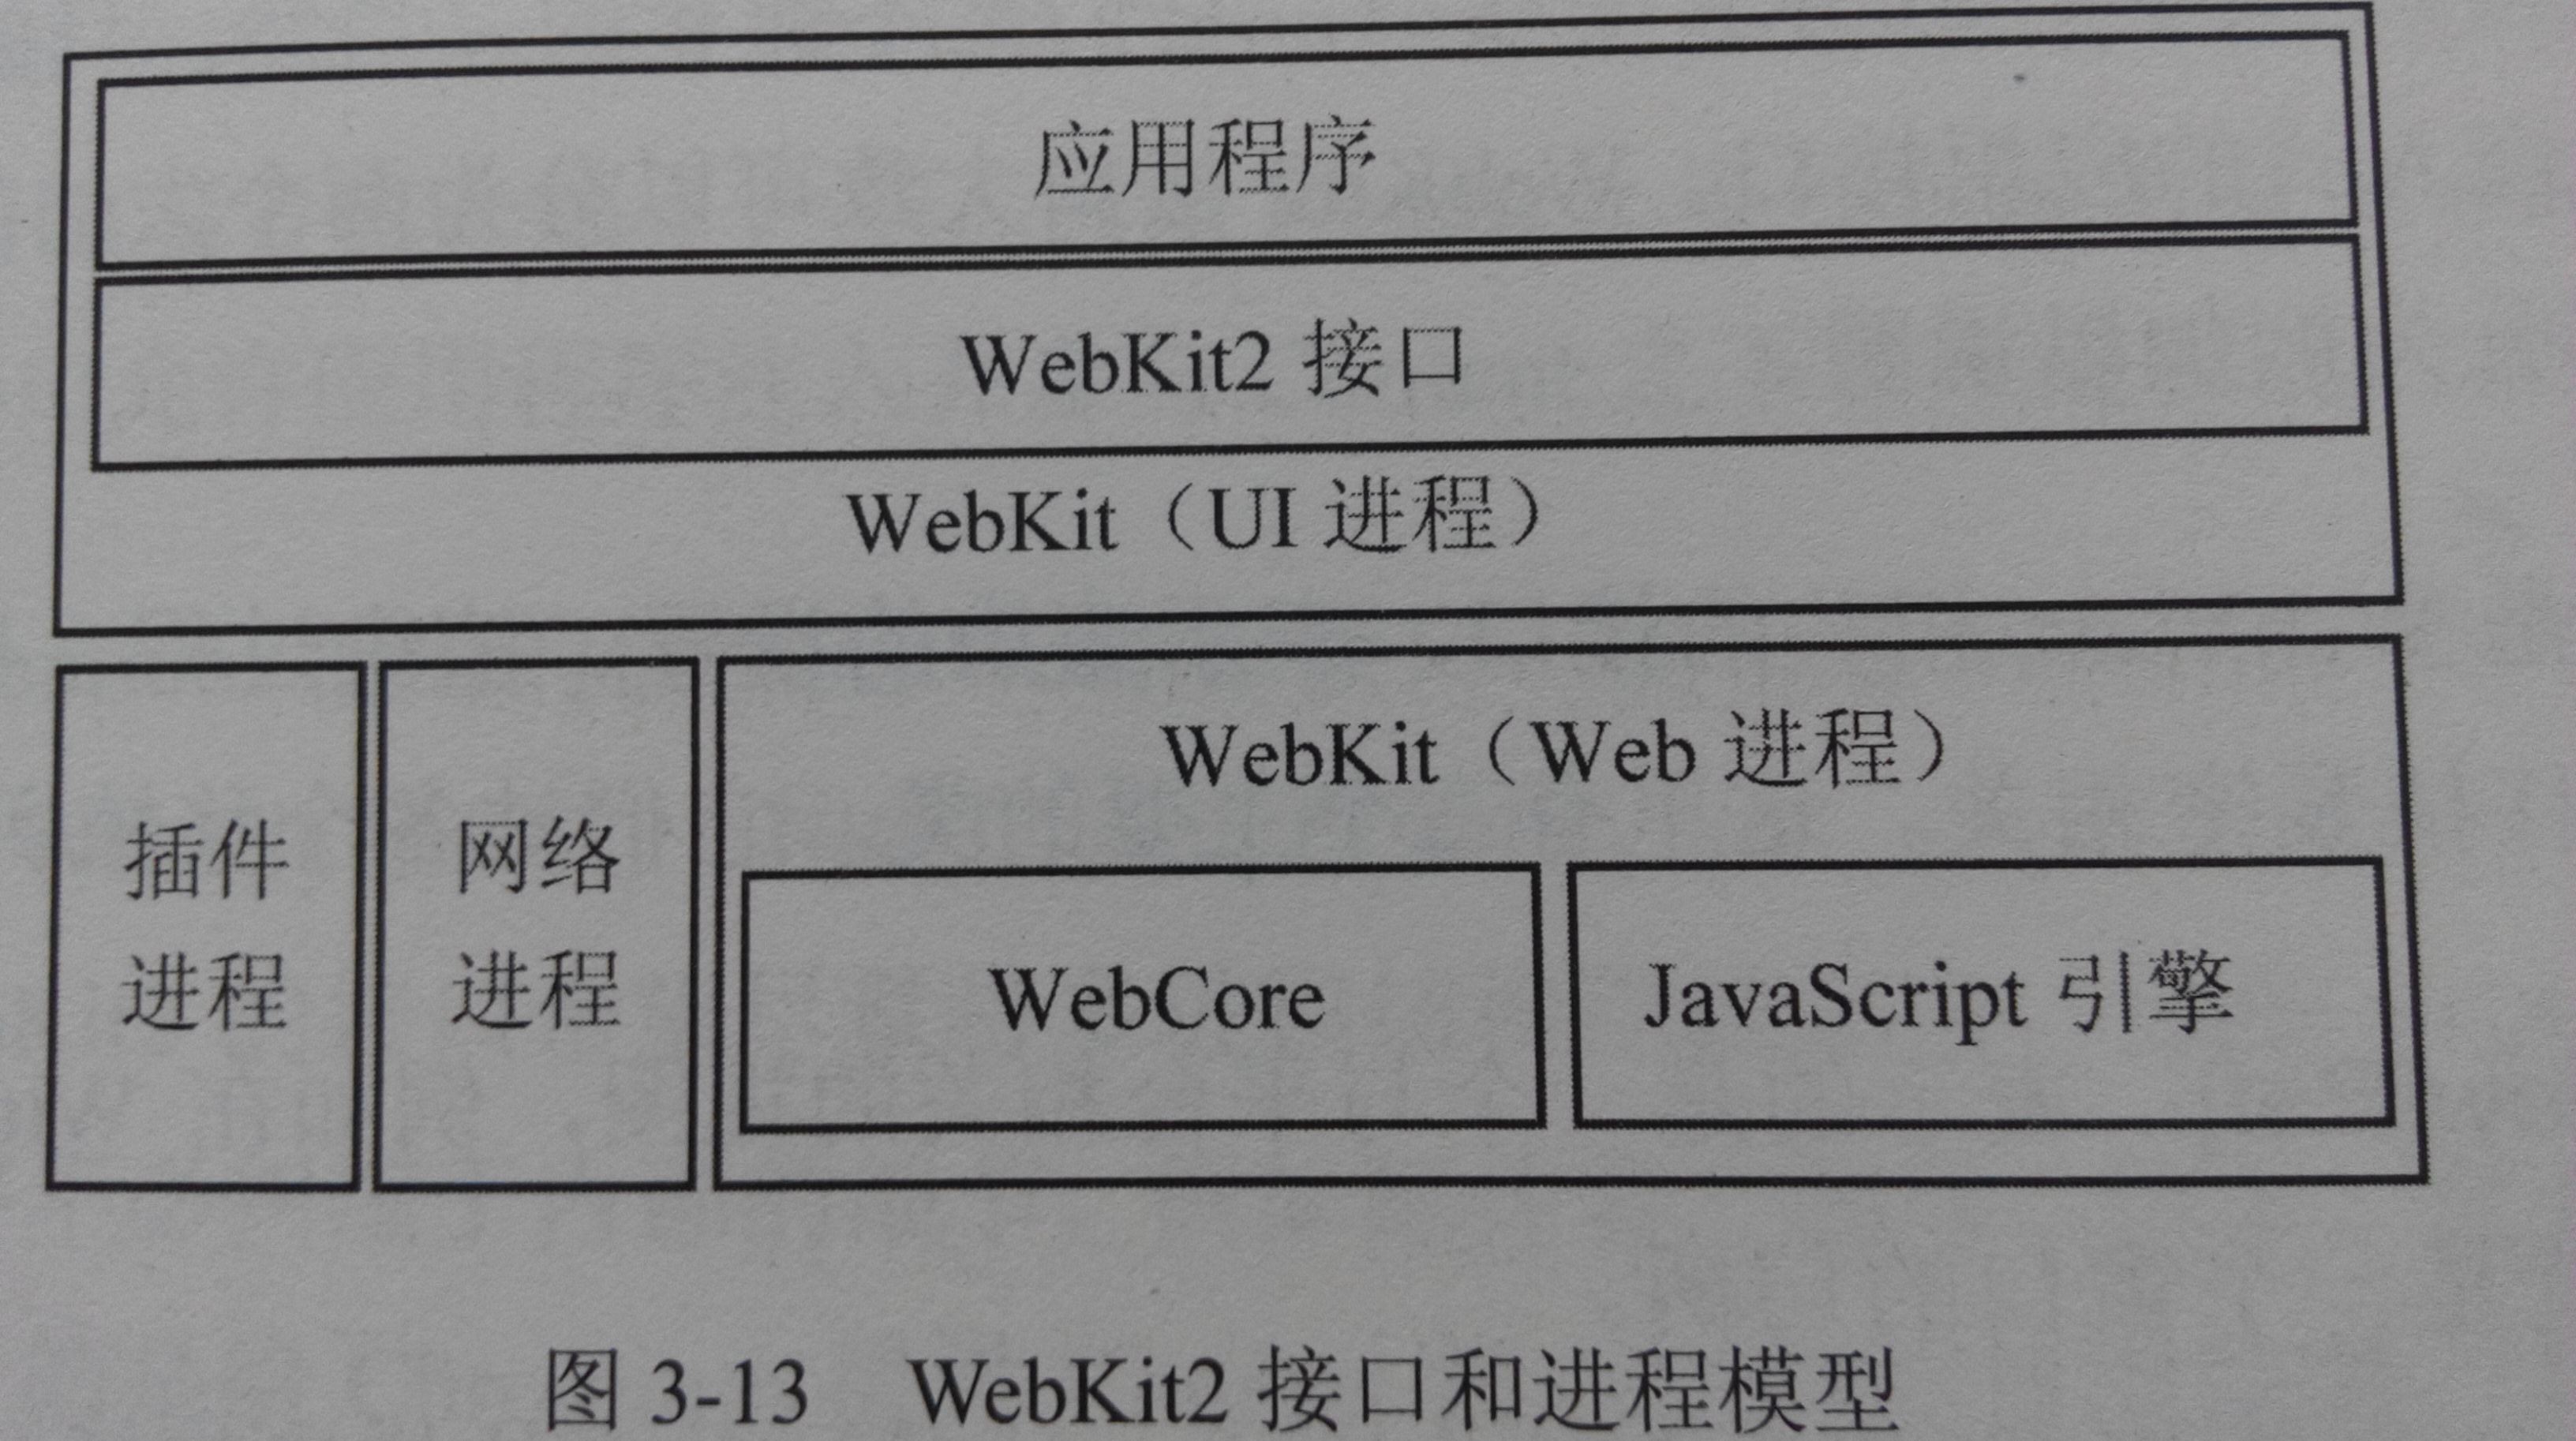 应用程序
WebKit2 接口
WebKit（UI 进程）
插件
进程
网络
进程
WebKit（Web 进程）
WebCore
JavaScript 引擎
图 3-13 WebKit2 接口和进程模型